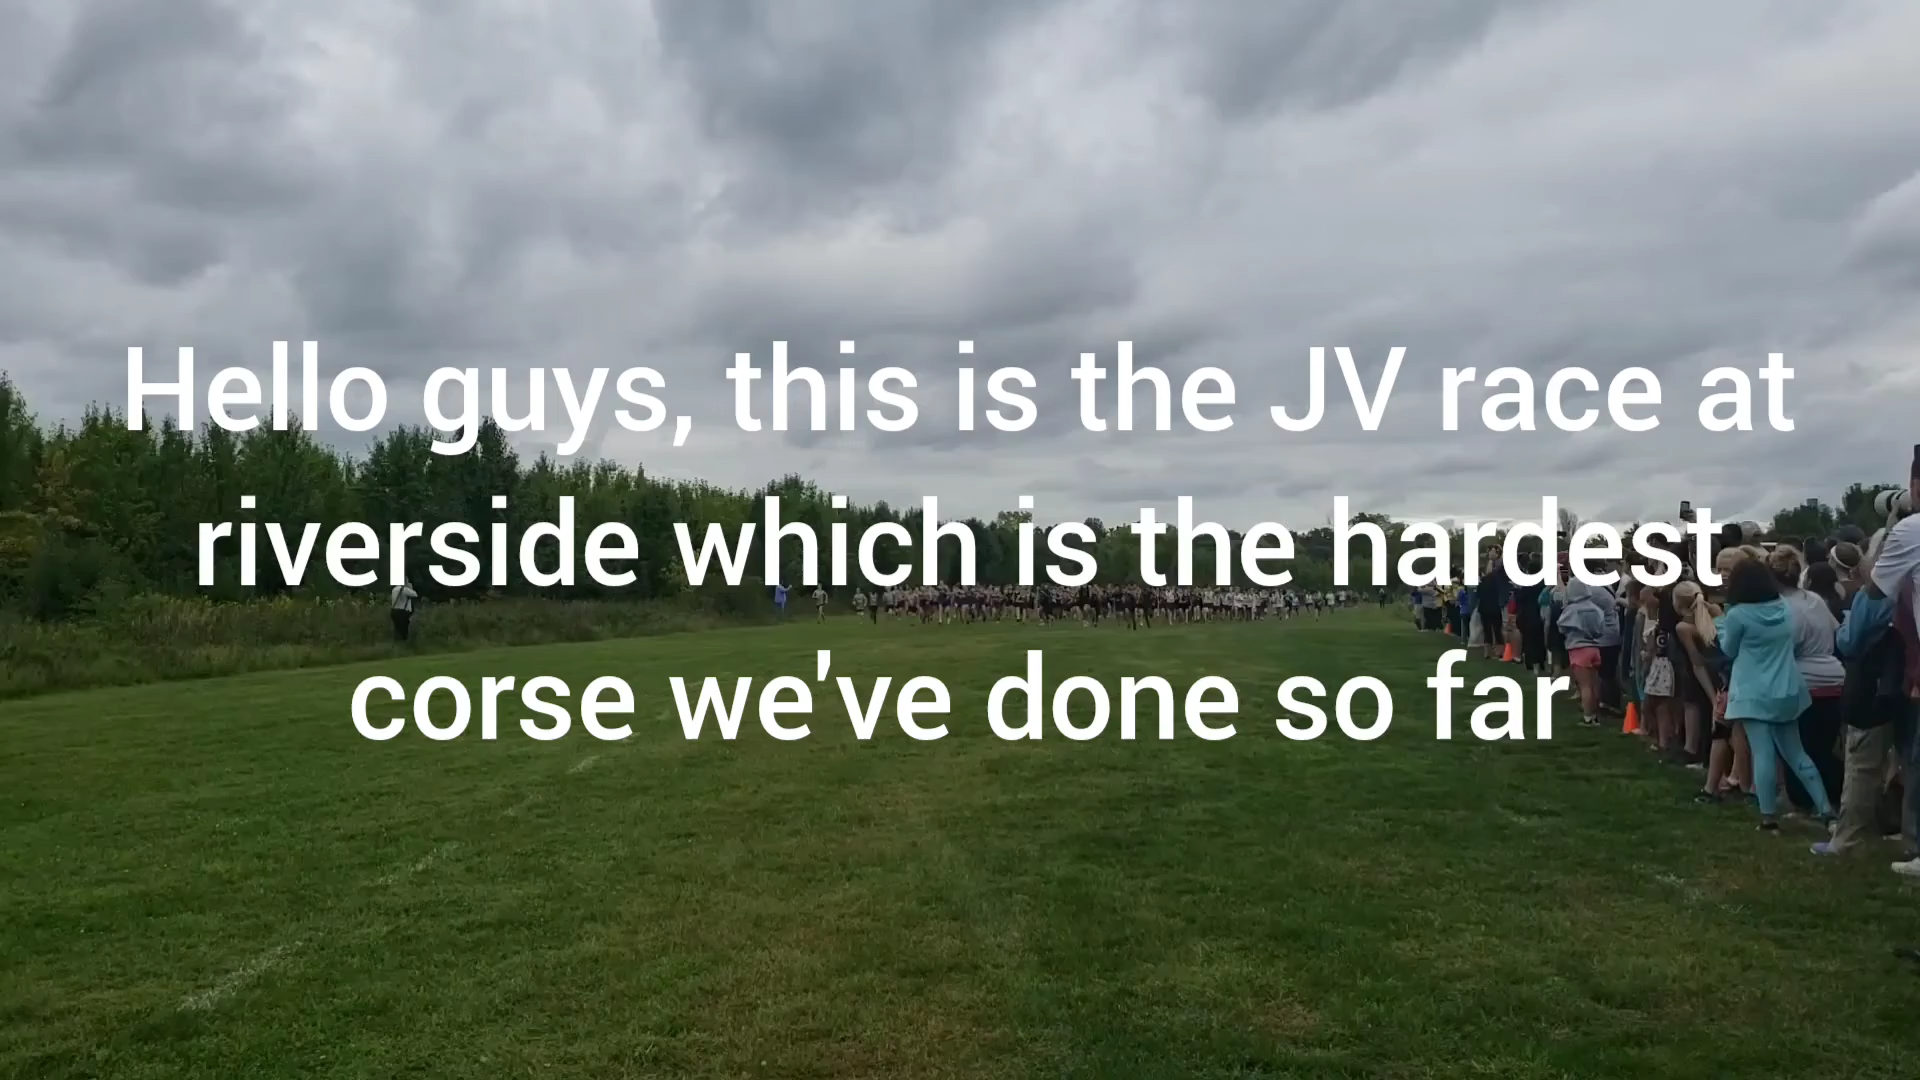 Hello guys, this is the JV race at
riverside which is the hardest
corse we've done so far